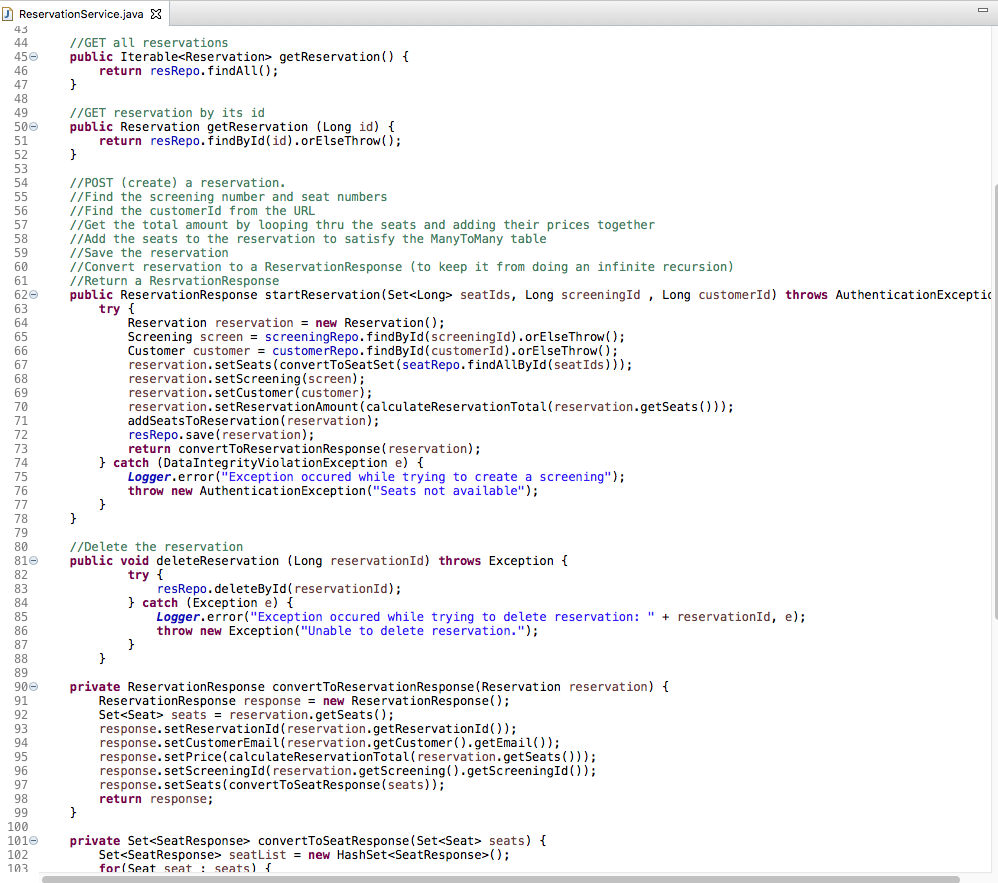 ReservationService.java
43
44 //GET all reservations
45 public Iterable<Reservation> getReservation() {
46 return resRepo.findAll();
47 }
48
49 //GET reservation by its id
50 public Reservation getReservation (Long id) {
51 return resRepo.findById(id).orElseThrow();
52 }
53
54 //POST (create) a reservation.
55 //Find the screening number and seat numbers
56 //Find the customerId from the URL
57 //Get the total amount by looping thru the seats and adding their prices together
58 //Add the seats to the reservation to satisfy the ManyToMany table
59 //Save the reservation
60 //Convert reservation to a ReservationResponse (to keep it from doing an infinite recursion)
61 //Return a ResrvationResponse
62 public ReservationResponse startReservation(Set<Long> seatIds, Long screeningId , Long customerId) throws AuthenticationExceptic
63 try {
64 Reservation reservation = new Reservation();
65 Screening screen = screeningRepo.findById(screeningId).orElseThrow();
66 Customer customer = customerRepo.findById(customerId).orElseThrow();
67 reservation.setSeats(convertToSeatSet(seatRepo.findAllById(seatIds)));
68 reservation.setScreening(screen);
69 reservation.setCustomer(customer);
70 reservation.setReservationAmount(calculateReservationTotal(reservation.getSeats()));
71 addSeatsToReservation(reservation);
72 resRepo.save(reservation);
73 return convertToReservationResponse(reservation);
74 } catch (DataIntegrityViolationException e) {
75 Logger.error("Exception occured while trying to create a screening");
76 throw new AuthenticationException("Seats not available");
77 }
78 }
79
80 //Delete the reservation
81 public void deleteReservation (Long reservationId) throws Exception {
82 try {
83 resRepo.deleteById(reservationId);
84 } catch (Exception e) {
85 Logger.error("Exception occured while trying to delete reservation: " + reservationId, e);
86 throw new Exception("Unable to delete reservation.");
87 }
88 }
89
90 private ReservationResponse convertToReservationResponse(Reservation reservation) {
91 ReservationResponse response = new ReservationResponse();
92 Set<Seat> seats = reservation.getSeats();
93 response.setReservationId(reservation.getReservationId());
94 response.setCustomerEmail(reservation.getCustomer().getEmail());
95 response.setPrice(calculateReservationTotal(reservation.getSeats()));
96 response.setScreeningId(reservation.getScreening().getScreeningId());
97 response.setSeats(convertToSeatResponse(seats));
98 return response;
99 }
100
101 private Set<SeatResponse> convertToSeatResponse(Set<Seat> seats) {
102 Set<SeatResponse> seatList = new HashSet<SeatResponse>();
103 for(Seat seat : seats) {